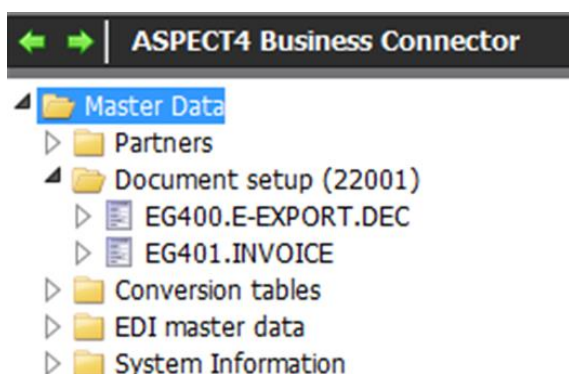 ASPECT4 Business Connector
Master Data
Partners
Document setup (22001)
EG400.E-EXPORT.DEC
EG401.INVOICE
Conversion tables
EDI master data
System Information